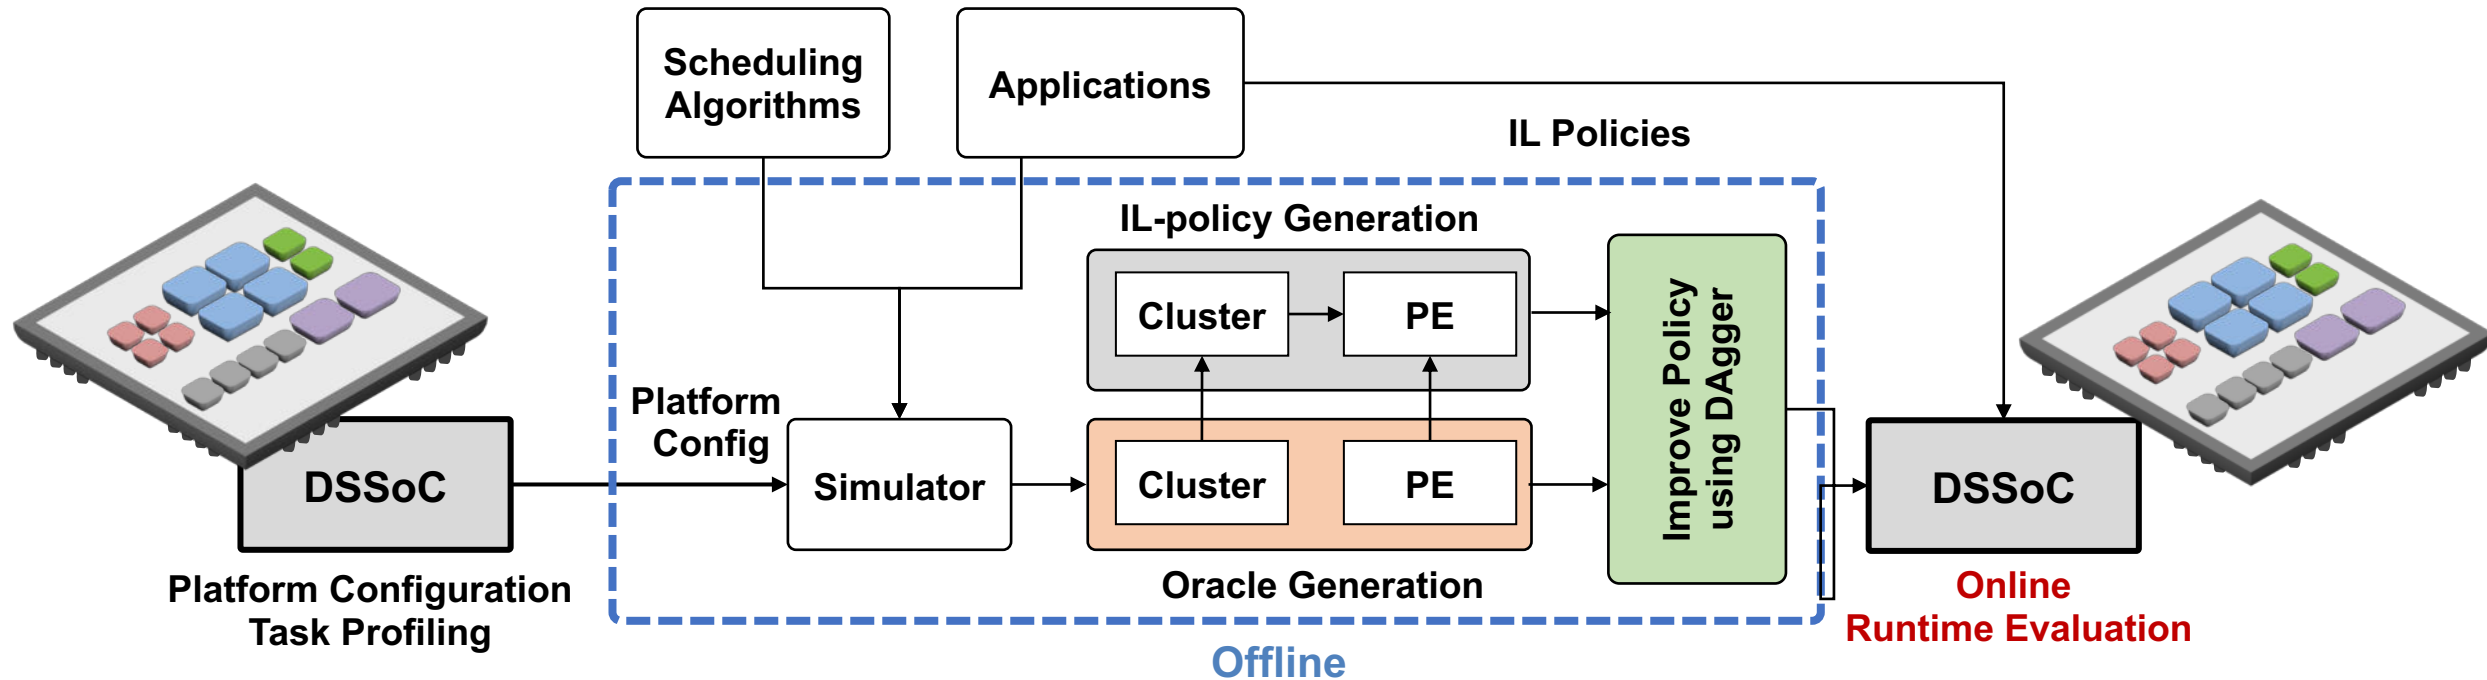 Scheduling
Algorithms
Applications
IL Policies
IL-policy Generation
Cluster
PE
Improve Policy
using DAgger
Platform
Config
Simulator
Cluster
PE
DSSoC
DSSoC
Oracle Generation
Platform Configuration
Task Profiling
Online
Runtime Evaluation
Offline